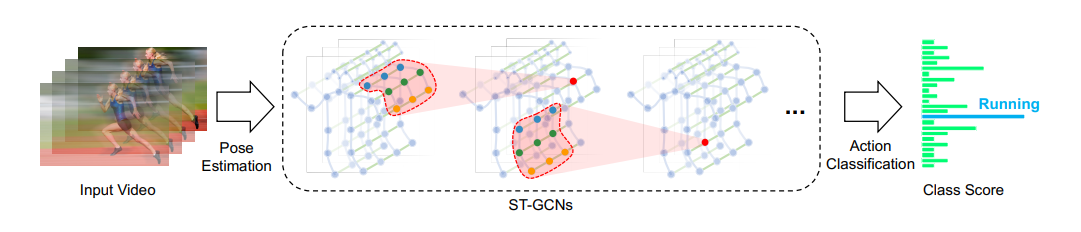 Input Video
Pose
Estimation
...
ST-GCNs
Action
Classification
Running
Class Score